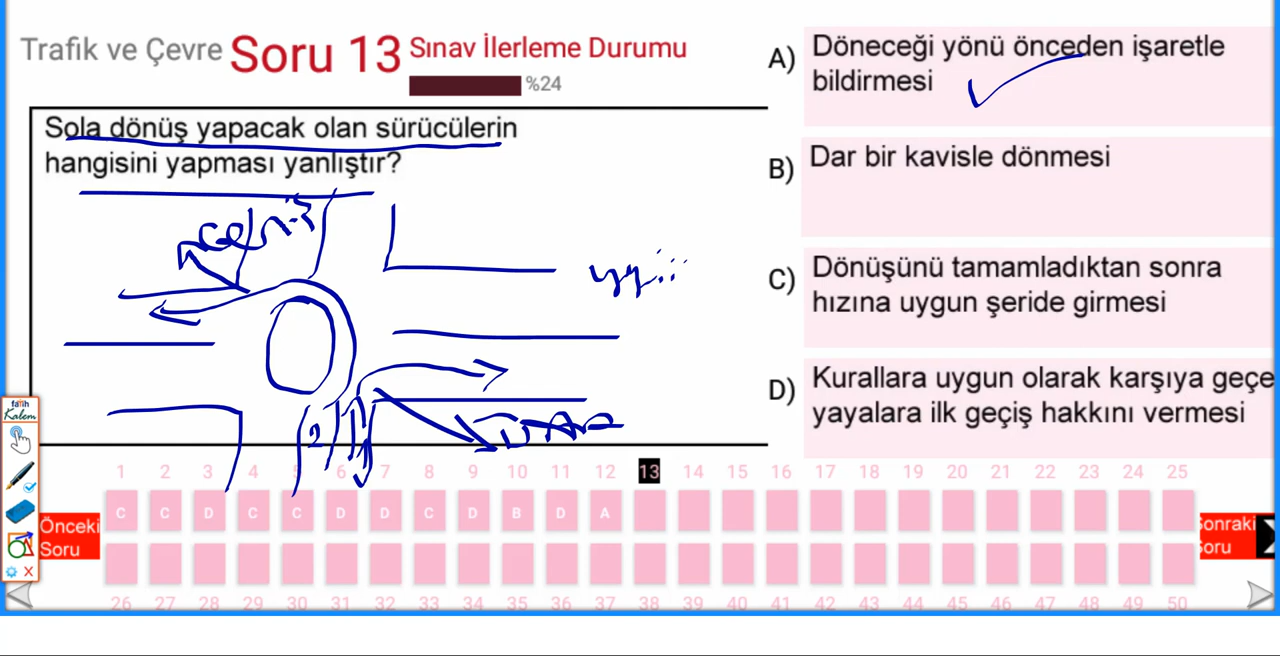 Trafik ve Çevre Soru 13 Sınav İlerleme Durumu
%24
Sola dönüş yapacak olan sürücülerin
hangisini yapması yanlıştır?
Geniş
2
1
DAR
A) Döneceği yönü önceden işaretle
bildirmesi
B) Dar bir kavisle dönmesi
C) Dönüşünü tamamladıktan sonra
hızına uygun şeride girmesi
D) Kurallara uygun olarak karşıya geçe
yayalara ilk geçiş hakkını vermesi
fatih
Kalem
1 2 3 4 5 6 7 8 9 10 11 12 13 14 15 16 17 18 19 20 21 22 23 24 25
C C D C C D D C D B D A
Önceki
Soru
Sonraki
Soru
26 27 28 29 30 31 32 33 34 35 36 37 38 39 40 41 42 43 44 45 46 47 48 49 50